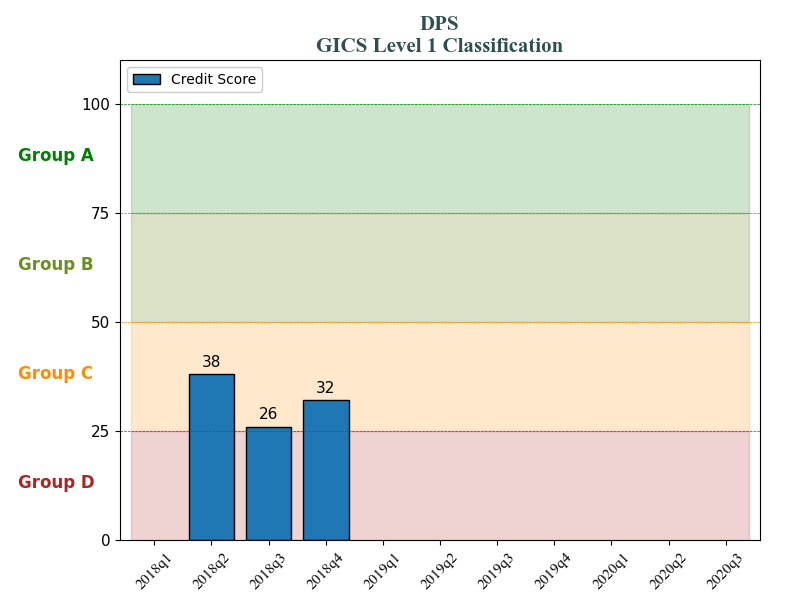 DPS
GICS Level 1 Classification
Credit Score
100
Group A
75
Group B
50
38
Group C
32
26
25
Group D
0
2018q1 2018q2 2018q3 2018q4 2019q1 2019q2 2019q3 2019q4 2020q1 2020q2 2020q3